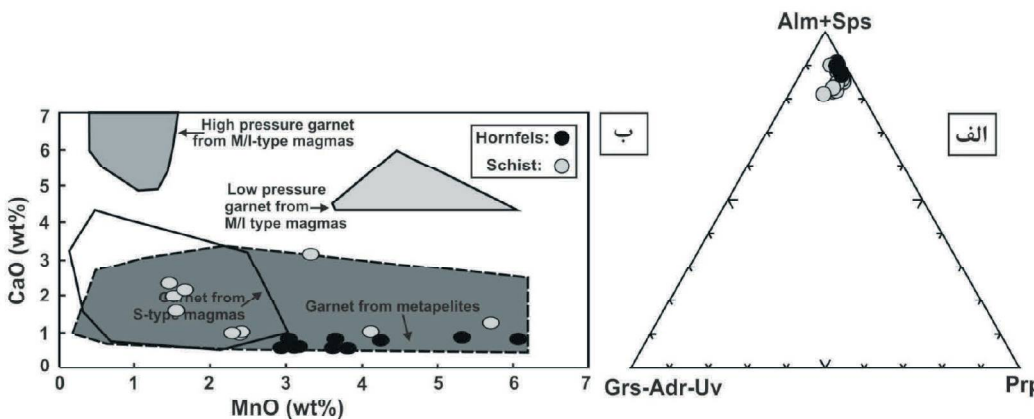 Alm+Sps
الف
Grs-Adr-Uv
Prp
ب
CaO (wt%)
7
6
5
4
3
2
1
0
High pressure garnet
from M/I-type magmas
Hornfels:
Schist:
Low pressure
garnet from
M/I type magmas
Garnet from
S-type magmas
Garnet from metapelites
0 1 2 3 4 5 6 7
MnO (wt%)